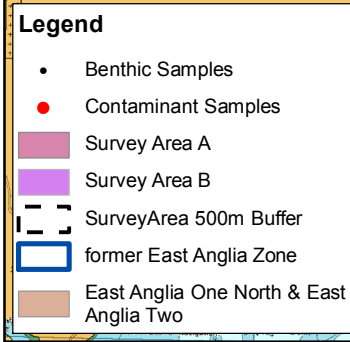 Legend
Benthic Samples
Contaminant Samples
Survey Area A
Survey Area B
SurveyArea 500m Buffer
former East Anglia Zone
East Anglia One North & East
Anglia Two